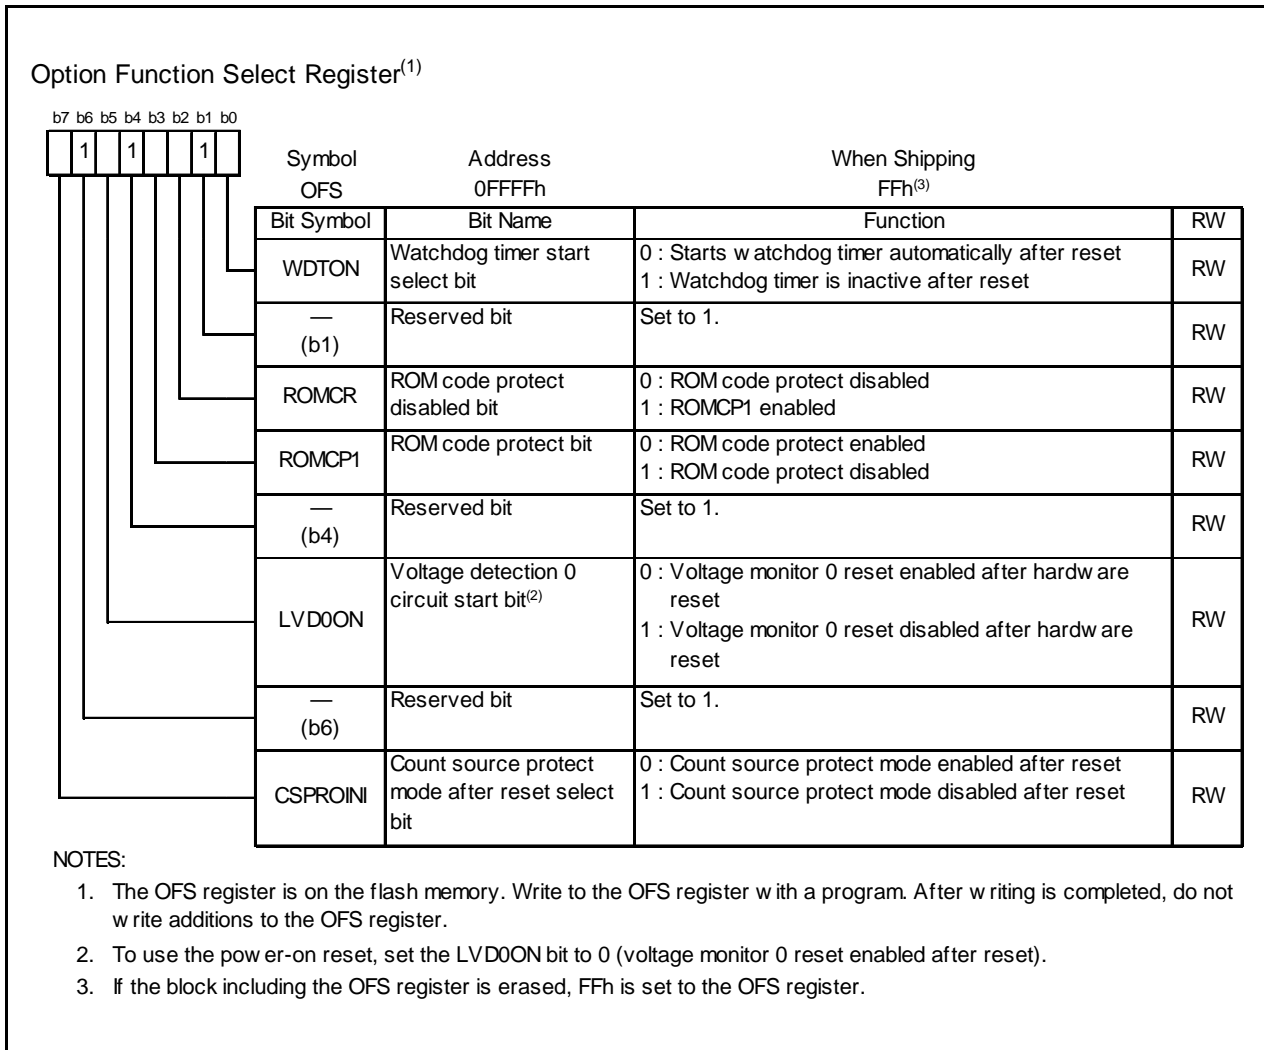 Option Function Select Register(1)
b7 b6 b5 b4 b3 b2 b1 b0
1 1 1
Symbol Address When Shipping
OFS 0FFFFh FFh(3)
Bit Symbol Bit Name Function RW
WDTON Watchdog timer start select bit 0 : Starts watchdog timer automatically after reset
1 : Watchdog timer is inactive after reset RW
— (b1) Reserved bit Set to 1. RW
ROMCR ROM code protect disabled bit 0 : ROM code protect disabled
1 : ROMCP1 enabled RW
ROMCP1 ROM code protect bit 0 : ROM code protect enabled
1 : ROM code protect disabled RW
— (b4) Reserved bit Set to 1. RW
LVD0ON Voltage detection 0 circuit start bit(2) 0 : Voltage monitor 0 reset enabled after hardware
reset
1 : Voltage monitor 0 reset disabled after hardware
reset RW
— (b6) Reserved bit Set to 1. RW
CSPROINI Count source protect mode after reset select bit 0 : Count source protect mode enabled after reset
1 : Count source protect mode disabled after reset RW
NOTES:
1. The OFS register is on the flash memory. Write to the OFS register with a program. After writing is completed, do not
write additions to the OFS register.
2. To use the power-on reset, set the LVD0ON bit to 0 (voltage monitor 0 reset enabled after reset).
3. If the block including the OFS register is erased, FFh is set to the OFS register.